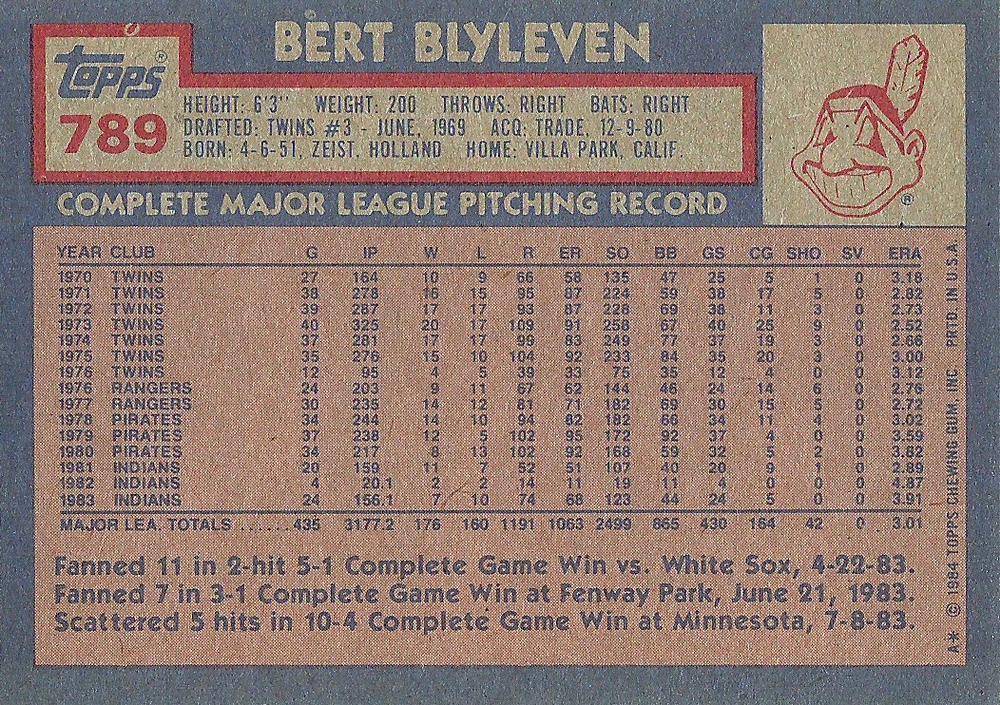 BERT BLYLEVEN
Topps®
789
HEIGHT: 6'3" WEIGHT: 200 THROWS: RIGHT BATS: RIGHT
DRAFTED: TWINS #3 - JUNE, 1969 ACQ: TRADE, 12-9-80
BORN: 4-6-51, ZEIST. HOLLAND HOME: VILLA PARK, CALIF.
®
COMPLETE MAJOR LEAGUE PITCHING RECORD
YEAR CLUB G IP W L R ER SO BB GS CG SHO SV ERA
1970 TWINS 27 164 10 9 66 58 135 47 25 5 1 0 3.18
1971 TWINS 38 278 16 15 95 87 224 59 38 17 5 0 2.82
1972 TWINS 39 287 17 17 93 87 228 69 38 11 3 0 2.73
1973 TWINS 40 325 20 17 109 91 258 67 40 25 9 0 2.52
1974 TWINS 37 281 17 17 99 83 249 77 37 19 3 0 2.66
1975 TWINS 35 276 15 10 104 92 233 84 35 20 3 0 3.00
1976 TWINS 12 95 4 5 39 33 75 35 12 4 0 0 3.12
1976 RANGERS 24 203 9 11 67 62 144 46 24 14 6 0 2.76
1977 RANGERS 30 235 14 12 81 71 182 69 30 15 5 0 2.72
1978 PIRATES 34 244 14 10 94 82 182 66 34 11 4 0 3.02
1979 PIRATES 37 238 12 5 102 95 172 92 37 4 0 0 3.59
1980 PIRATES 34 217 8 13 102 92 168 59 32 5 2 0 3.82
1981 INDIANS 20 159 11 7 52 51 107 40 20 9 1 0 2.89
1982 INDIANS 4 20.1 2 2 14 11 19 11 4 0 0 0 4.87
1983 INDIANS 24 156.1 7 10 74 68 123 44 24 5 0 0 3.91
MAJOR LEA. TOTALS ......435 3177.2 176 160 1191 1063 2499 865 430 164 42 0 3.01
Fanned 11 in 2-hit 5-1 Complete Game Win vs. White Sox, 4-22-83.
Fanned 7 in 3-1 Complete Game Win at Fenway Park, June 21, 1983.
Scattered 5 hits in 10-4 Complete Game Win at Minnesota, 7-8-83.
A* © 1984 TOPPS CHEWING GUM, INC PRTD. IN U.S.A.